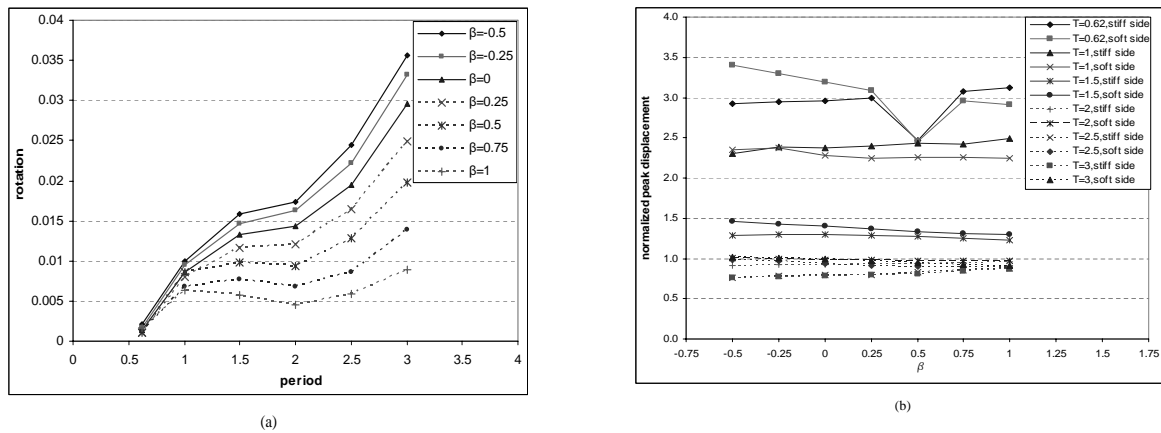 0.04
0.035
0.03
0.025
0.02
0.015
0.01
0.005
0
rotation
0
0.5
1
1.5
2
2.5
3
3.5
4
period
β=-0.5
β=-0.25
β=0
β=0.25
β=0.5
β=0.75
β=1
(a)
4.0
3.5
3.0
2.5
2.0
1.5
1.0
0.5
0.0
normalized peak displacement
-0.75
-0.5
-0.25
0
0.25
0.5
0.75
1
1.25
1.5
1.75
β
T=0.62,stiff side
T=0.62,soft side
T=1,stiff side
T=1,soft side
T=1.5,stiff side
T=1.5,soft side
T=2,stiff side
T=2,soft side
T=2.5,stiff side
T=2.5,soft side
T=3,stiff side
T=3,soft side
(b)